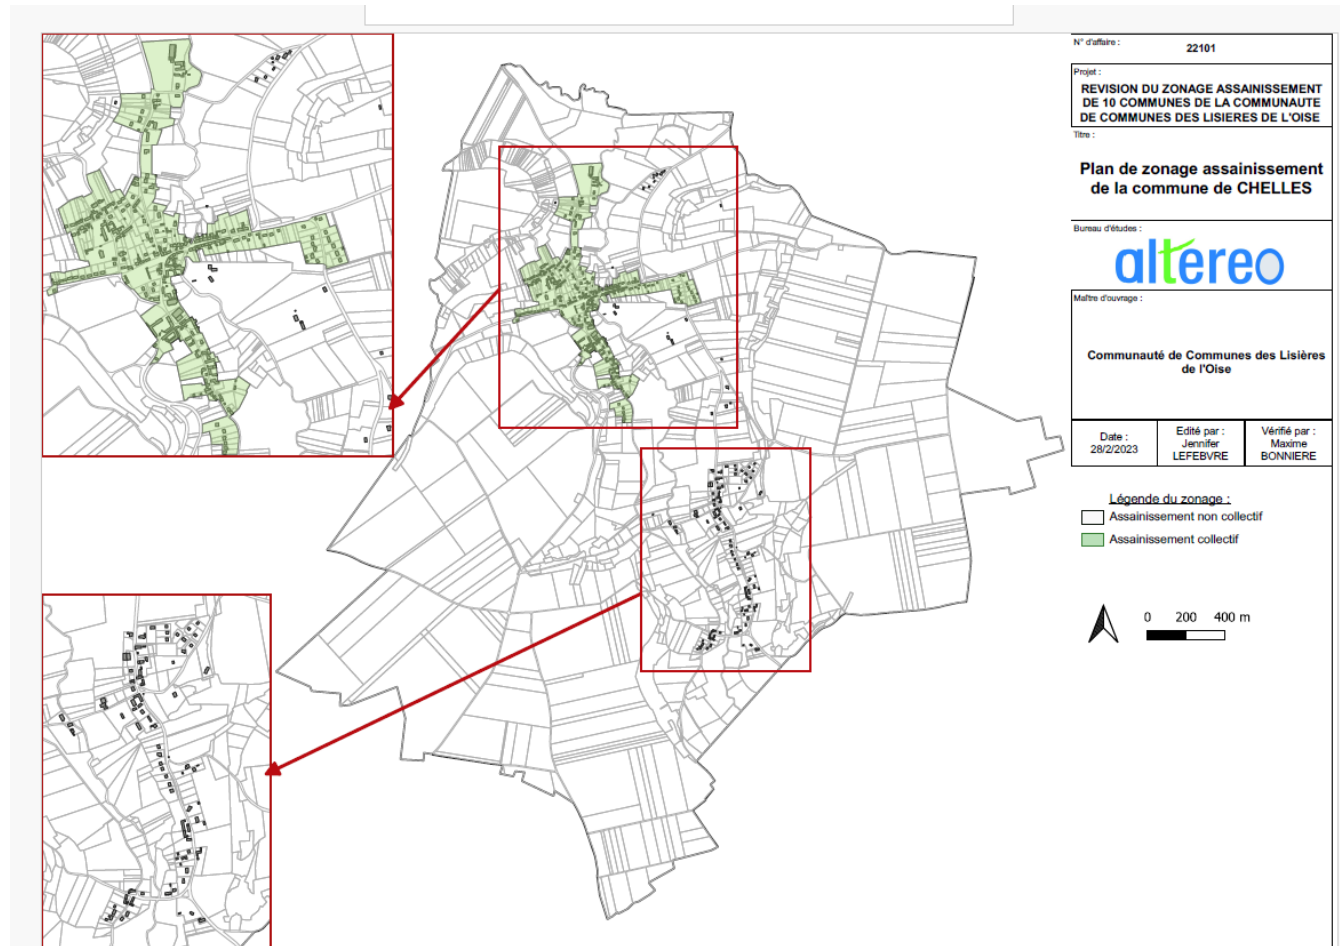 N° d'affaire :
22101
Projet :
REVISION DU ZONAGE ASSAINISSEMENT
DE 10 COMMUNES DE LA COMMUNAUTE
DE COMMUNES DES LISIERES DE L'OISE
Titre :
Plan de zonage assainissement
de la commune de CHELLES
Bureau d'études :
altereo
Maître d'ouvrage :
Communauté de Communes des Lisières
de l'Oise
Date :
28/2/2023
Edité par :
Jennifer
LEFEBVRE
Vérifié par :
Maxime
BONNIERE
Légende du zonage :
Assainissement non collectif
Assainissement collectif
0 200 400 m